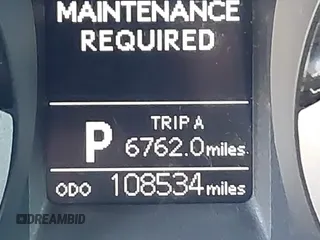 MAINTENANCE
REQUIRED
TRIP A
P 6762.0 miles
ODO 108534 miles
DREAMBID